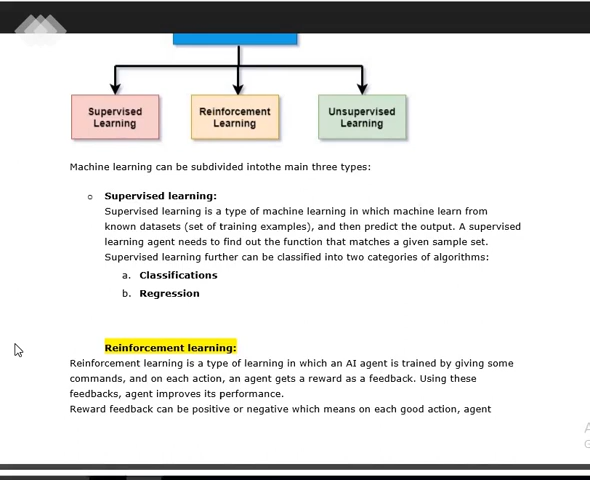 Supervised
Learning
Reinforcement
Learning
Unsupervised
Learning
Machine learning can be subdivided intothe main three types:
o Supervised learning:
Supervised learning is a type of machine learning in which machine learn from
known datasets (set of training examples), and then predict the output. A supervised
learning agent needs to find out the function that matches a given sample set.
Supervised learning further can be classified into two categories of algorithms:
a. Classifications
b. Regression
Reinforcement learning:
Reinforcement learning is a type of learning in which an AI agent is trained by giving some
commands, and on each action, an agent gets a reward as a feedback. Using these
feedbacks, agent improves its performance.
Reward feedback can be positive or negative which means on each good action, agent